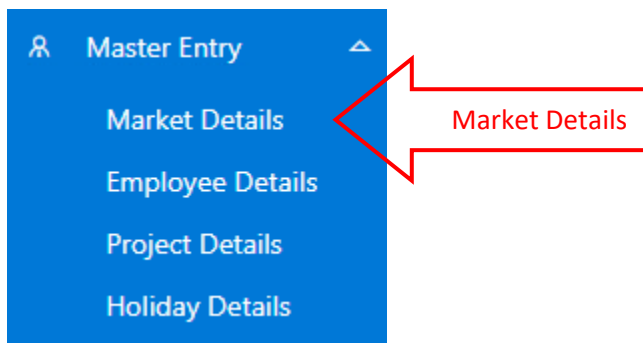 Master Entry
Market Details
Market Details
Employee Details
Project Details
Holiday Details